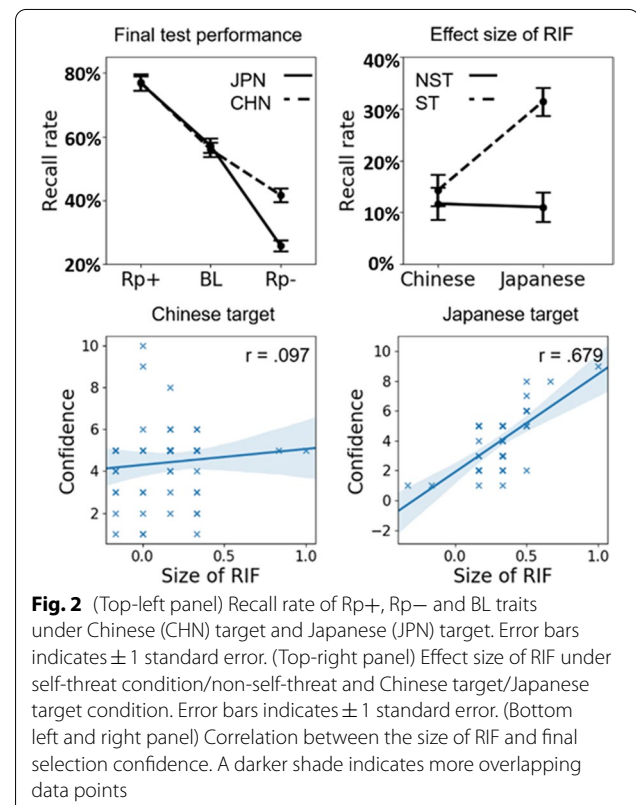 Final test performance
80%
60%
40%
20%
Recall rate
JPN
CHN
Rp+ BL Rp-
Effect size of RIF
40%
30%
20%
10%
0%
Recall rate
NST
ST
Chinese Japanese
Chinese target
10
8
6
4
2
Confidence
r = .097
0.0 0.5 1.0
Size of RIF
Japanese target
10
8
6
4
2
0
−2
Confidence
r = .679
0.0 0.5 1.0
Size of RIF
Fig. 2 (Top-left panel) Recall rate of Rp+, Rp− and BL traits
under Chinese (CHN) target and Japanese (JPN) target. Error bars
indicates ± 1 standard error. (Top-right panel) Effect size of RIF under
self-threat condition/non-self-threat and Chinese target/Japanese
target condition. Error bars indicates ± 1 standard error. (Bottom
left and right panel) Correlation between the size of RIF and final
selection confidence. A darker shade indicates more overlapping
data points